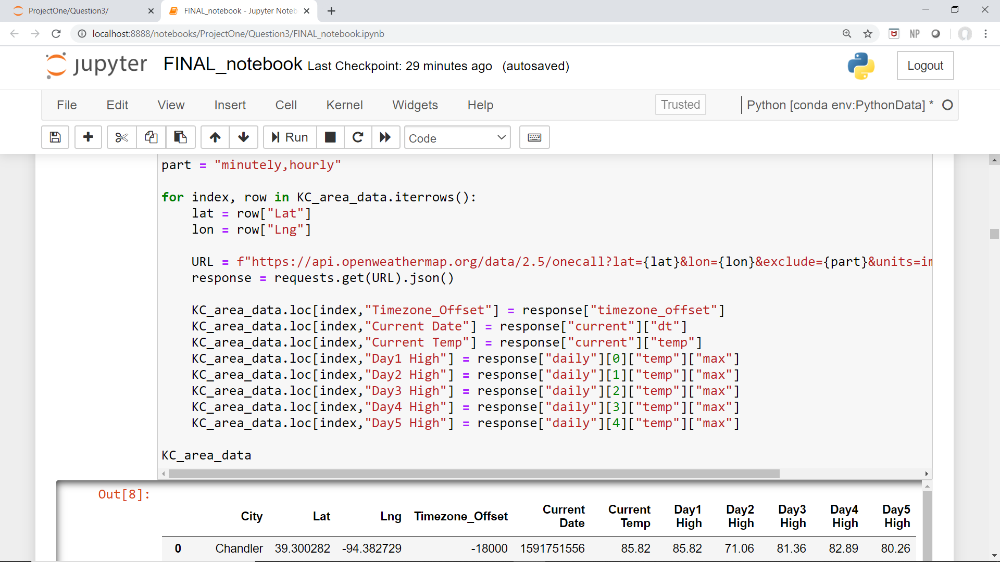 ProjectOne/Question3/
FINAL_notebook - Jupyter Noteb
localhost:8888/notebooks/ProjectOne/Question3/FINAL_notebook.ipynb
NP
jupyter FINAL_notebook Last Checkpoint: 29 minutes ago (autosaved)
Logout
File Edit View Insert Cell Kernel Widgets Help
Trusted
Python [conda env:PythonData] *
Run
Code
part = "minutely,hourly"
for index, row in KC_area_data.iterrows():
    lat = row["Lat"]
    lon = row["Lng"]
    URL = f"https://api.openweathermap.org/data/2.5/onecall?lat={lat}&lon={lon}&exclude={part}&units=im
    response = requests.get(URL).json()
    KC_area_data.loc[index,"Timezone_Offset"] = response["timezone_offset"]
    KC_area_data.loc[index,"Current Date"] = response["current"]["dt"]
    KC_area_data.loc[index,"Current Temp"] = response["current"]["temp"]
    KC_area_data.loc[index,"Day1 High"] = response["daily"][0]["temp"]["max"]
    KC_area_data.loc[index,"Day2 High"] = response["daily"][1]["temp"]["max"]
    KC_area_data.loc[index,"Day3 High"] = response["daily"][2]["temp"]["max"]
    KC_area_data.loc[index,"Day4 High"] = response["daily"][3]["temp"]["max"]
    KC_area_data.loc[index,"Day5 High"] = response["daily"][4]["temp"]["max"]
KC_area_data
Out[8]:
City Lat Lng Timezone_Offset Current Date Current Temp Day1 High Day2 High Day3 High Day4 High Day5 High
0 Chandler 39.300282 -94.382729 -18000 1591751556 85.82 85.82 71.06 81.36 82.89 80.26